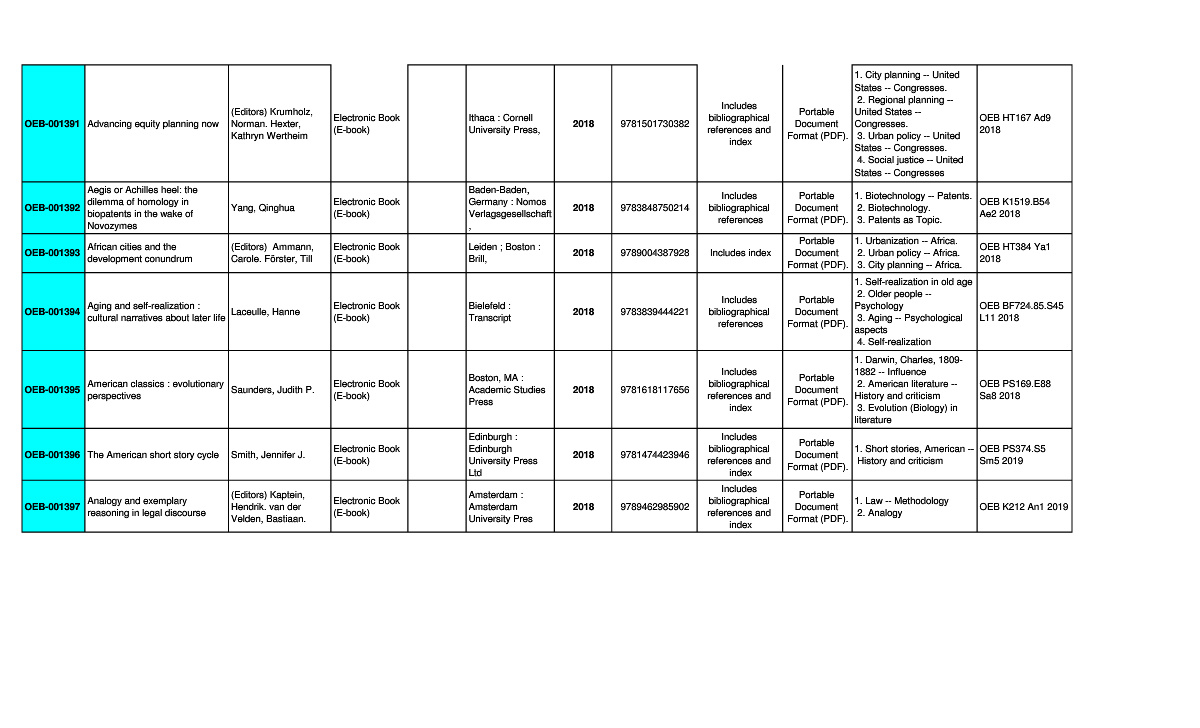 OEB-001391
Advancing equity planning now
(Editors) Krumholz,
Norman. Hexter,
Kathryn Wertheim
Electronic Book
(E-book)
Ithaca : Cornell
University Press,
2018
9781501730382
Includes
bibliographical
references and
index
Portable
Document
Format (PDF).
1. City planning -- United
States -- Congresses.
2. Regional planning --
United States --
Congresses.
3. Urban policy -- United
States -- Congresses.
4. Social justice -- United
States -- Congresses
OEB HT167 Ad9
2018
OEB-001392
Aegis or Achilles heel: the
dilemma of homology in
biopatents in the wake of
Novozymes
Yang, Qinghua
Electronic Book
(E-book)
Baden-Baden,
Germany : Nomos
Verlagsgesellschaft
,
2018
9783848750214
Includes
bibliographical
references
Portable
Document
Format (PDF).
1. Biotechnology -- Patents.
2. Biotechnology.
3. Patents as Topic.
OEB K1519.B54
Ae2 2018
OEB-001393
African cities and the
development conundrum
(Editors) Ammann,
Carole. Förster, Till
Electronic Book
(E-book)
Leiden ; Boston :
Brill,
2018
9789004387928
Includes index
Portable
Document
Format (PDF).
1. Urbanization -- Africa.
2. Urban policy -- Africa.
3. City planning -- Africa.
OEB HT384 Ya1
2018
OEB-001394
Aging and self-realization :
cultural narratives about later life
Laceulle, Hanne
Electronic Book
(E-book)
Bielefeld :
Transcript
2018
9783839444221
Includes
bibliographical
references
Portable
Document
Format (PDF).
1. Self-realization in old age
2. Older people --
Psychology
3. Aging -- Psychological
aspects
4. Self-realization
OEB BF724.85.S45
L11 2018
OEB-001395
American classics : evolutionary
perspectives
Saunders, Judith P.
Electronic Book
(E-book)
Boston, MA :
Academic Studies
Press
2018
9781618117656
Includes
bibliographical
references and
index
Portable
Document
Format (PDF).
1. Darwin, Charles, 1809-
1882 -- Influence
2. American literature --
History and criticism
3. Evolution (Biology) in
literature
OEB PS169.E88
Sa8 2018
OEB-001396
The American short story cycle
Smith, Jennifer J.
Electronic Book
(E-book)
Edinburgh :
Edinburgh
University Press
Ltd
2018
9781474423946
Includes
bibliographical
references and
index
Portable
Document
Format (PDF).
1. Short stories, American --
History and criticism
OEB PS374.S5
Sm5 2019
OEB-001397
Analogy and exemplary
reasoning in legal discourse
(Editors) Kaptein,
Hendrik. van der
Velden, Bastiaan.
Electronic Book
(E-book)
Amsterdam :
Amsterdam
University Pres
2018
9789462985902
Includes
bibliographical
references and
index
Portable
Document
Format (PDF).
1. Law -- Methodology
2. Analogy
OEB K212 An1 2019